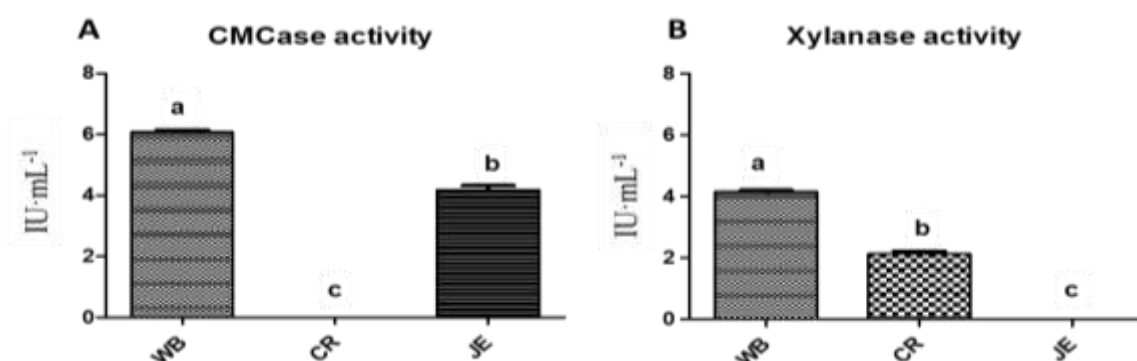 A
CMCase activity
8
6
4
2
0
IU·mL⁻¹
a
c
b
WB
CR
JE
B
Xylanase activity
8
6
4
2
0
IU·mL⁻¹
a
b
c
WB
CR
JE